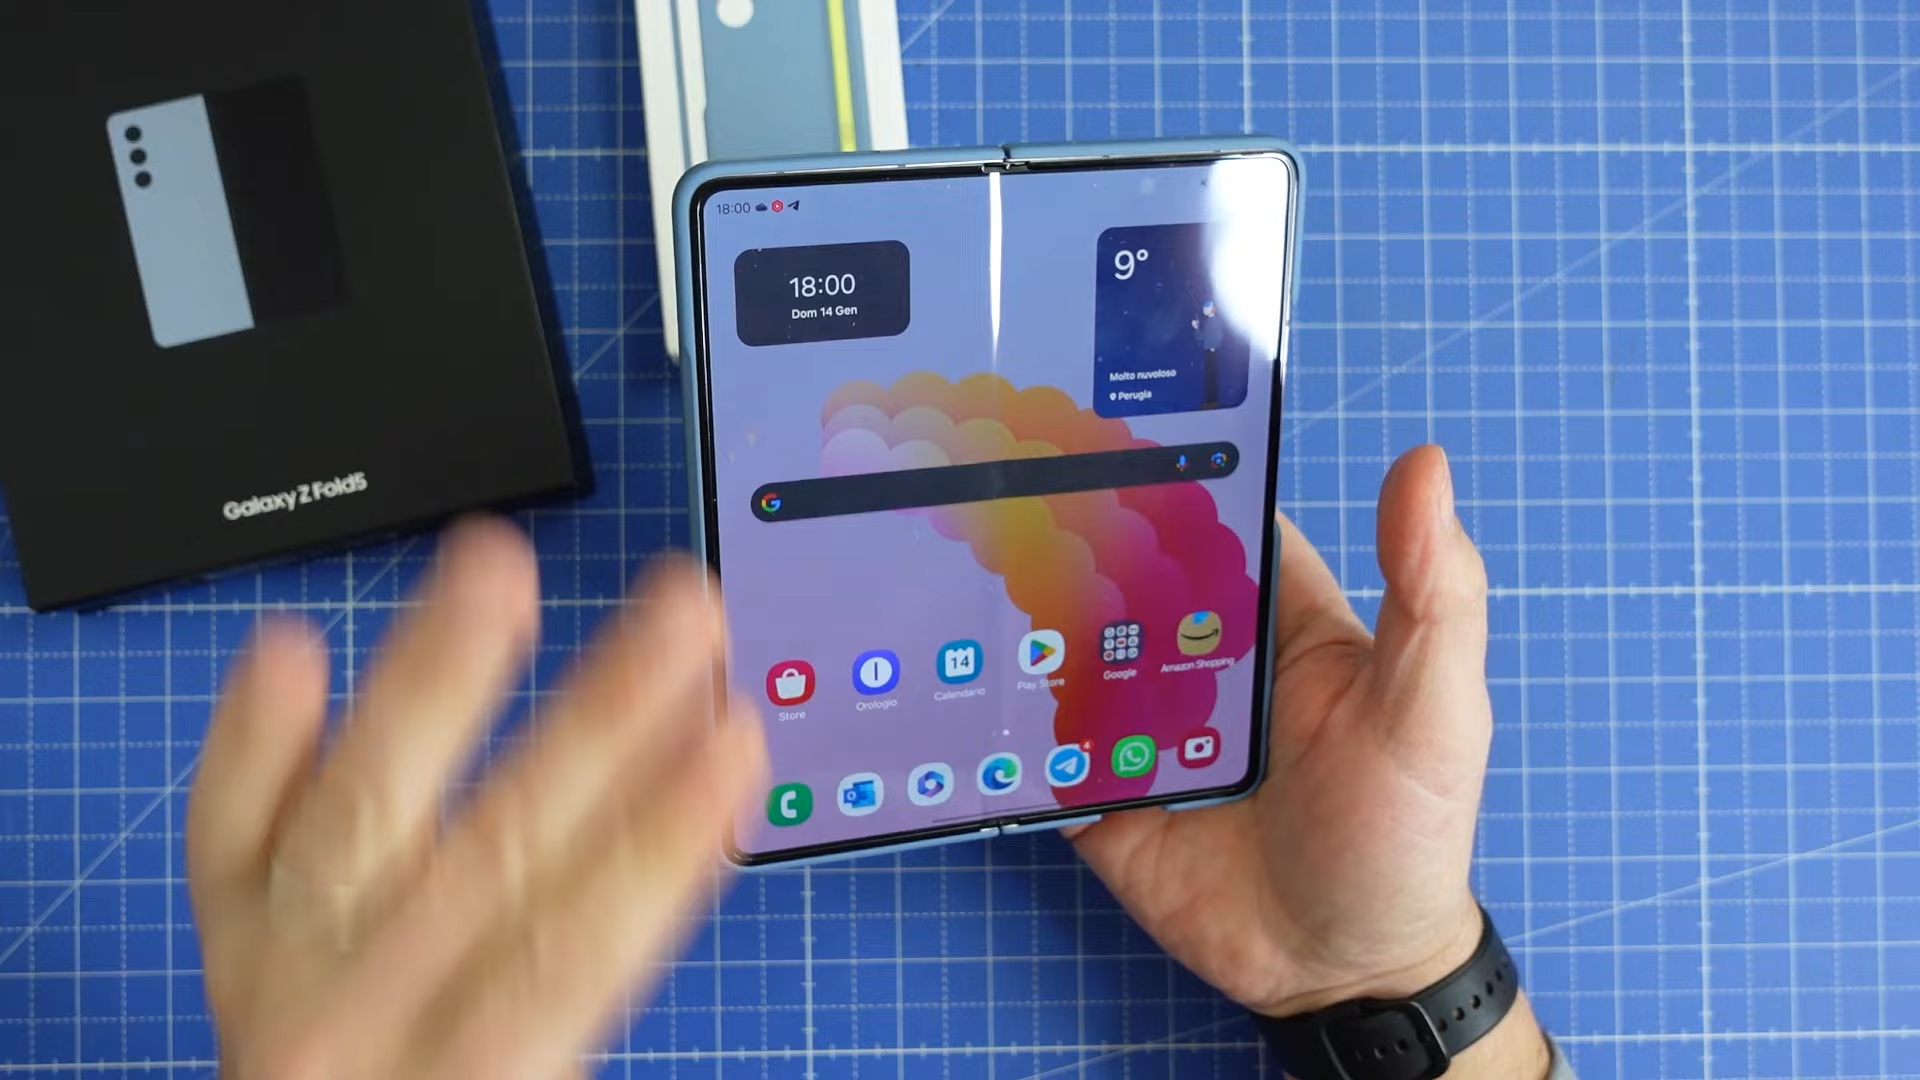 Galaxy Z Fold5
18:00
18:00
Dom 14 Gen
9°
Molto nuvoloso
Perugia
Store
Orologio
14
Calendario
Play Store
Google
Amazon Shopping
4